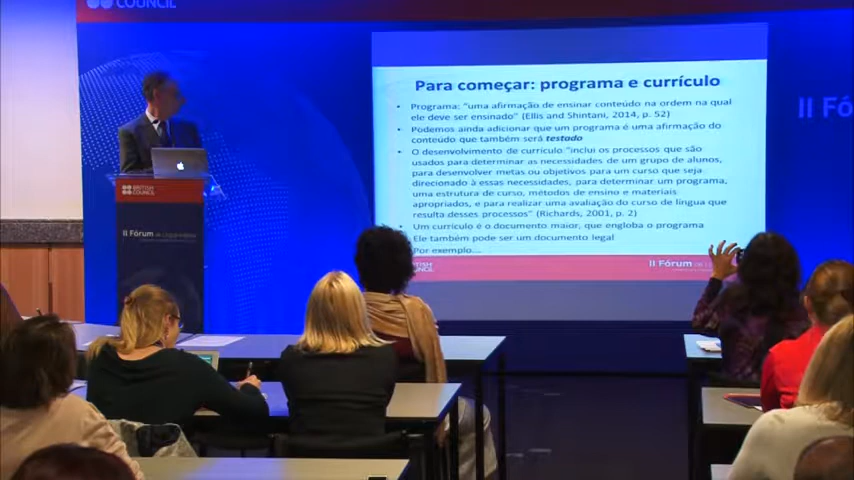 COUNCIL
Para começar: programa e currículo
• Programa: "uma afirmação de ensinar conteúdo na ordem na qual
ele deve ser ensinado" (Ellis and Shintani, 2014, p. 52)
• Podemos ainda adicionar que um programa é uma afirmação do
conteúdo que também será testado
• O desenvolvimento de currículo "inclui os processos que são
usados para determinar as necessidades de um grupo de alunos,
para desenvolver metas ou objetivos para um curso que seja
direcionado à essas necessidades, para determinar um programa,
uma estrutura de curso, métodos de ensino e materiais
apropriados, e para realizar uma avaliação do curso de língua que
resulta desses processos" (Richards, 2001, p. 2)
• Um currículo é o documento maior, que engloba o programa
Ele também pode ser um documento legal
Por exemplo....
BRITISH
COUNCIL
II Fórum
II Fó
BRITISH
COUNCIL
II Fórum